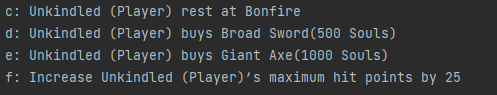 c: Unkindled (Player) rest at Bonfire
d: Unkindled (Player) buys Broad Sword(500 Souls)
e: Unkindled (Player) buys Giant Axe(1000 Souls)
f: Increase Unkindled (Player)’s maximum hit points by 25